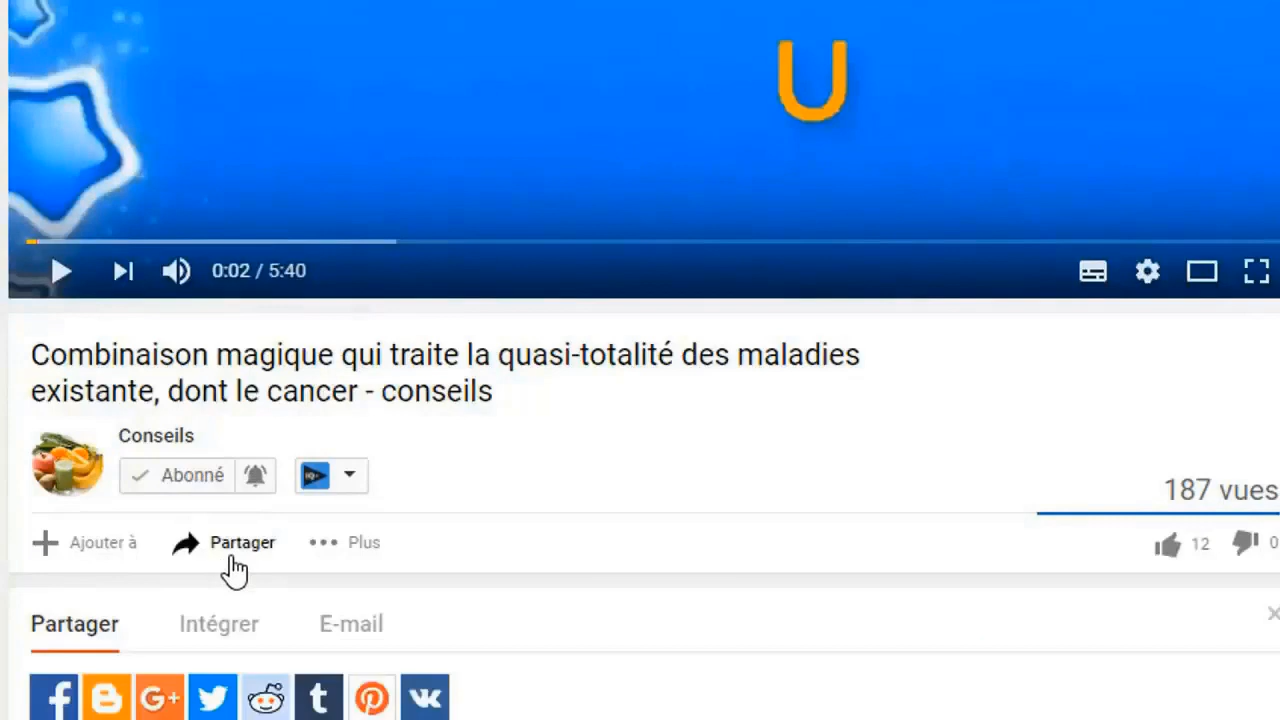 U
0:02 / 5:40
Combinaison magique qui traite la quasi-totalité des maladies
existante, dont le cancer - conseils
Conseils
Abonné
187 vues
Ajouter à Partager Plus 12 0
Partager Intégrer E-mail